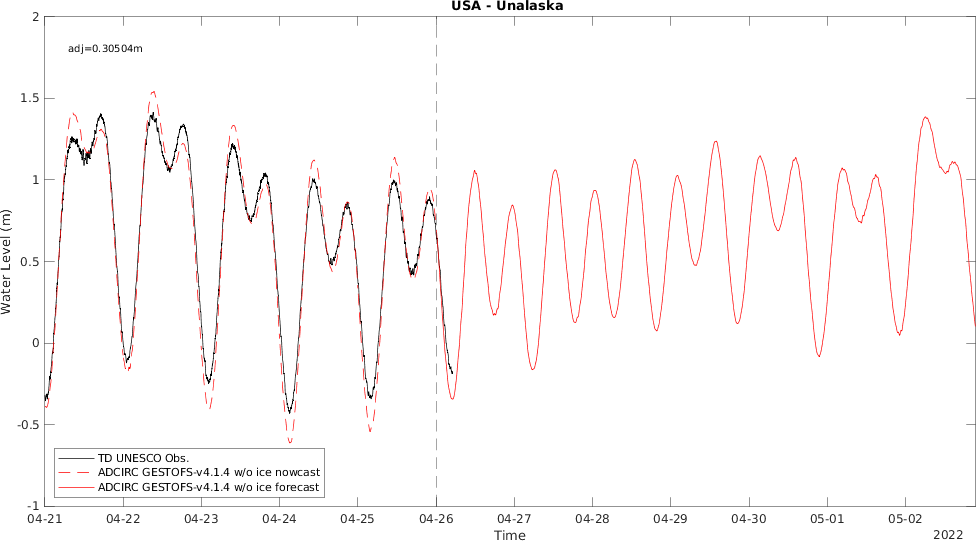 USA - Unalaska
adj=0.30504m
2
1.5
1
0.5
0
-0.5
-1
Water Level (m)
TD UNESCO Obs.
ADCIRC GESTOFS-v4.1.4 w/o ice nowcast
ADCIRC GESTOFS-v4.1.4 w/o ice forecast
04-21 04-22 04-23 04-24 04-25 04-26 04-27 04-28 04-29 04-30 05-01 05-02
Time
2022